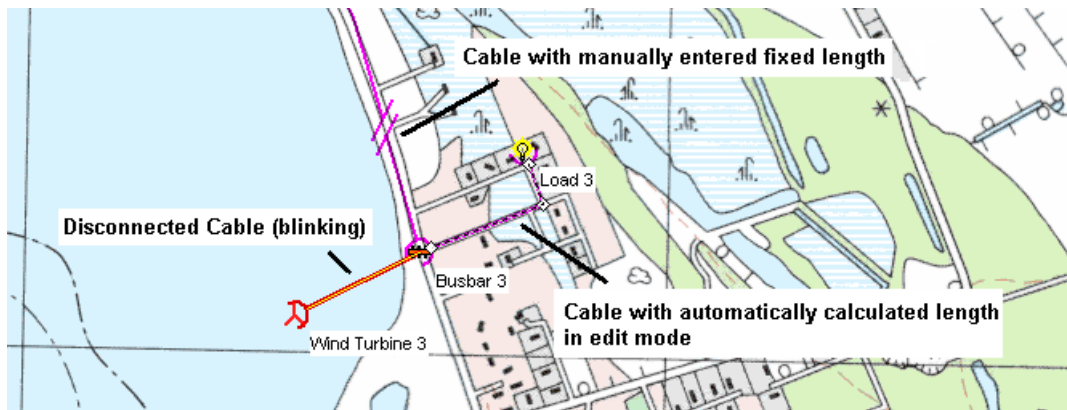 Cable with manually entered fixed length
Load 3
Disconnected Cable (blinking)
Busbar 3
Cable with automatically calculated length
in edit mode
Wind Turbine 3